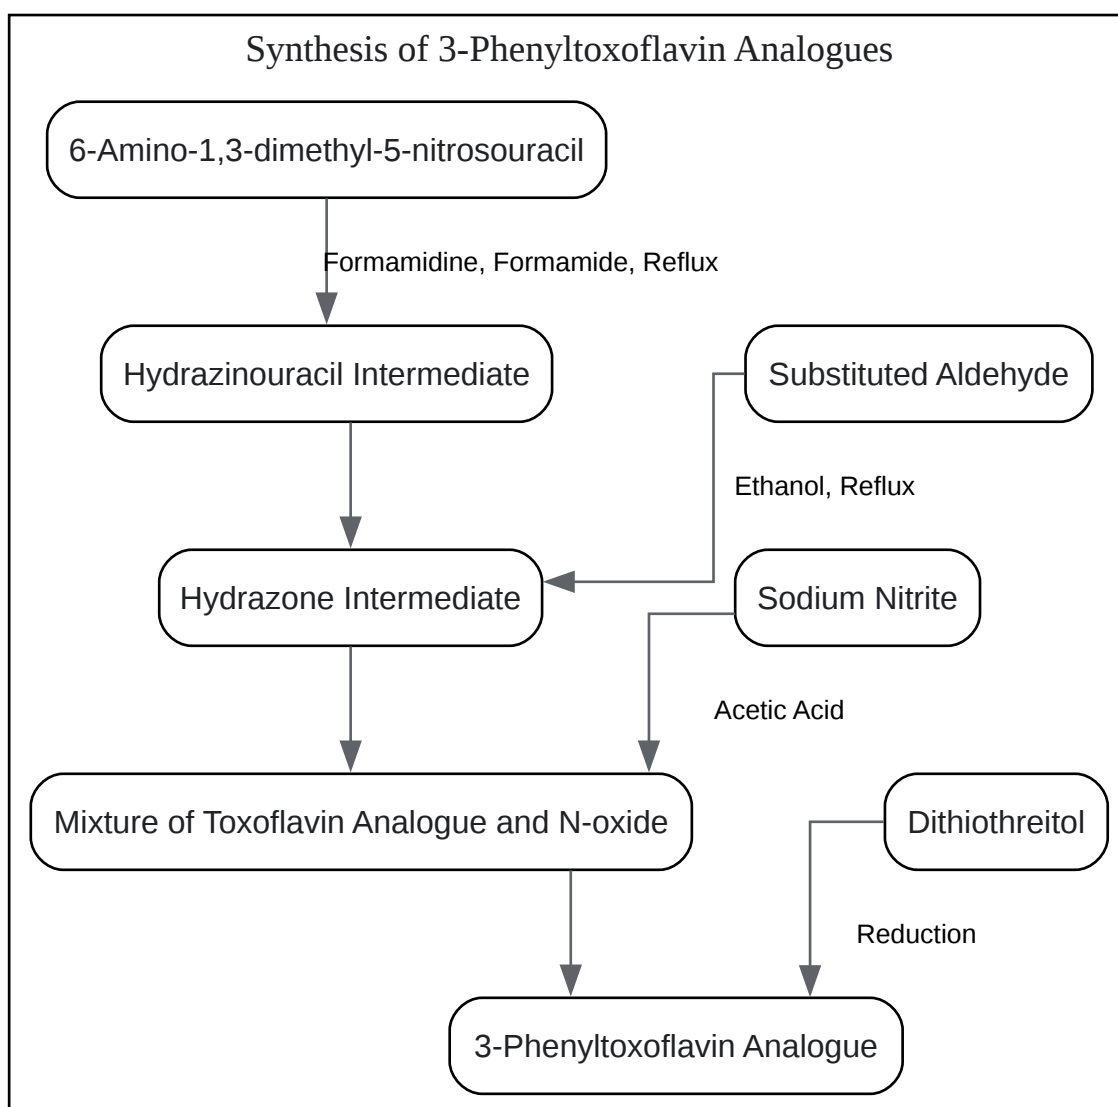 Synthesis of 3-Phenyltoxoflavin Analogues
6-Amino-1,3-dimethyl-5-nitrosouracil
Formamidine, Formamide, Reflux
Hydrazinouracil Intermediate
Substituted Aldehyde
Ethanol, Reflux
Hydrazone Intermediate
Sodium Nitrite
Acetic Acid
Mixture of Toxoflavin Analogue and N-oxide
Dithiothreitol
Reduction
3-Phenyltoxoflavin Analogue